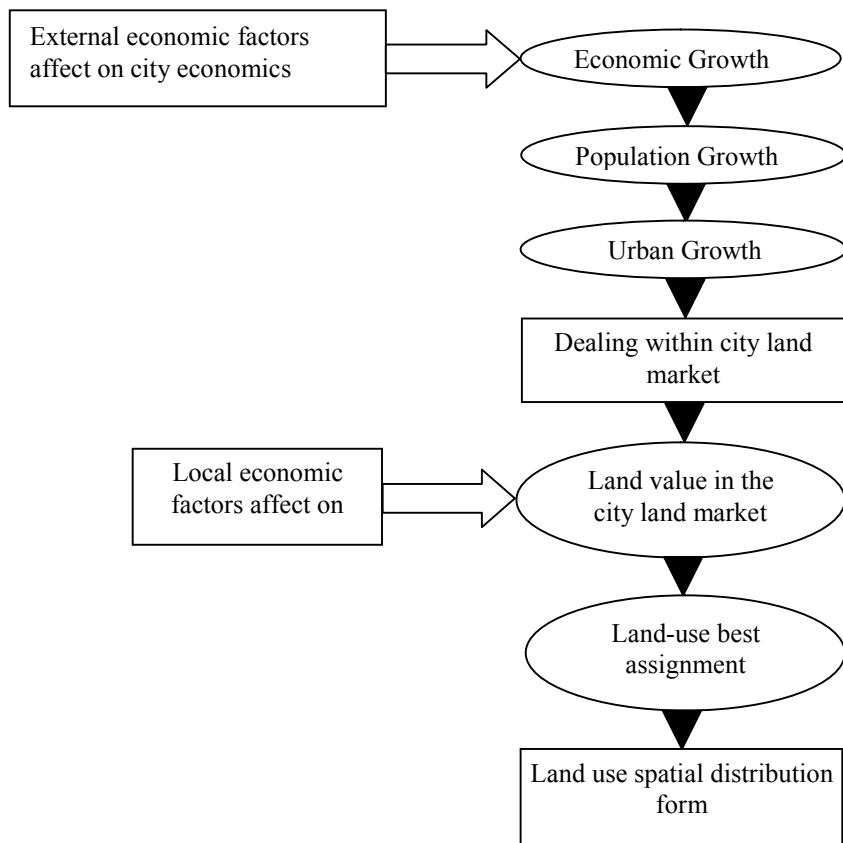 External economic factors
affect on city economics
Economic Growth
Population Growth
Urban Growth
Dealing within city land
market
Local economic
factors affect on
Land value in the
city land market
Land-use best
assignment
Land use spatial distribution
form